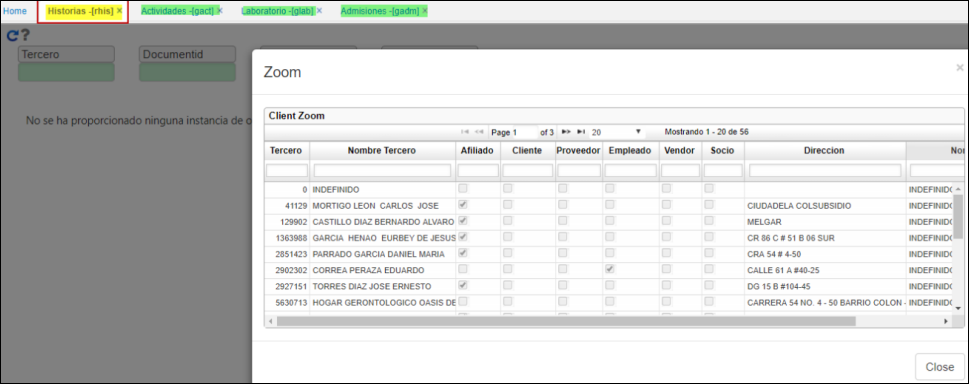 Home Historias -[rhis] × Actividades -[gact] × Laboratorio -[glab] × Admisiones -[gadm] ×
?
Tercero Documentid
No se ha proporcionado ninguna instancia de o
Zoom ×
Client Zoom
Page 1 of 3 20 Mostrando 1 - 20 de 56
Tercero Nombre Tercero Afiliado Cliente Proveedor Empleado Vendor Socio Direccion Nor
0 INDEFINIDO INDEFINIDO
41129 MORTIGO LEON CARLOS JOSE CIUDADELA COLSUBSIDIO INDEFINIDO
129902 CASTILLO DIAZ BERNARDO ALVARO MELGAR INDEFINIDO
1363988 GARCIA HENAO EURBEY DE JESUS CR 86 C # 51 B 06 SUR INDEFINIDO
2851423 PARRADO GARCIA DANIEL MARIA CRA 54 # 4-50 INDEFINIDO
2902302 CORREA PERAZA EDUARDO CALLE 61 A #40-25 INDEFINIDO
2927151 TORRES DIAZ JOSE ERNESTO DG 15 B #104-45 INDEFINIDO
5630713 HOGAR GERONTOLOGICO OASIS DE CARRERA 54 NO. 4 - 50 BARRIO COLON - INDEFINIDO
Close